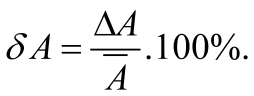 δA = ΔA / A̅ .100%.